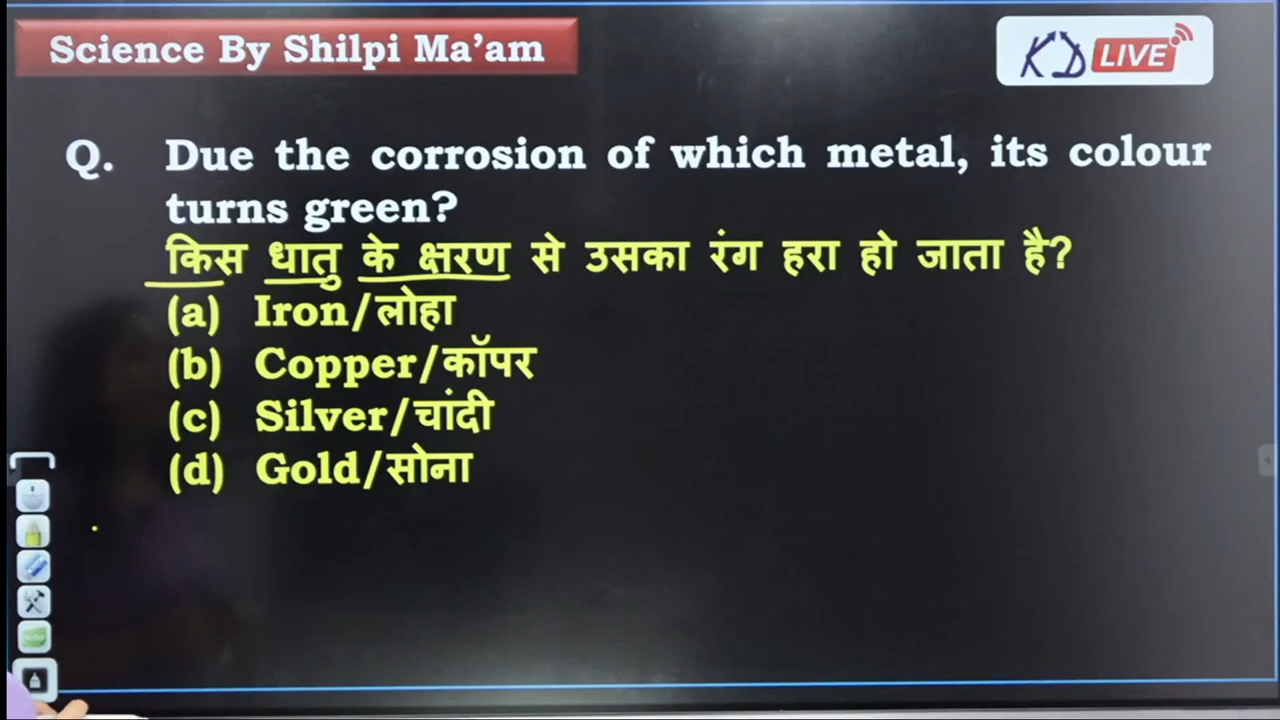 Science By Shilpi Ma’am
KD LIVE
Q. Due the corrosion of which metal, its colour
turns green?
किस धातु के क्षरण से उसका रंग हरा हो जाता है?
(a) Iron/लोहा
(b) Copper/कॉपर
(c) Silver/चांदी
(d) Gold/सोना